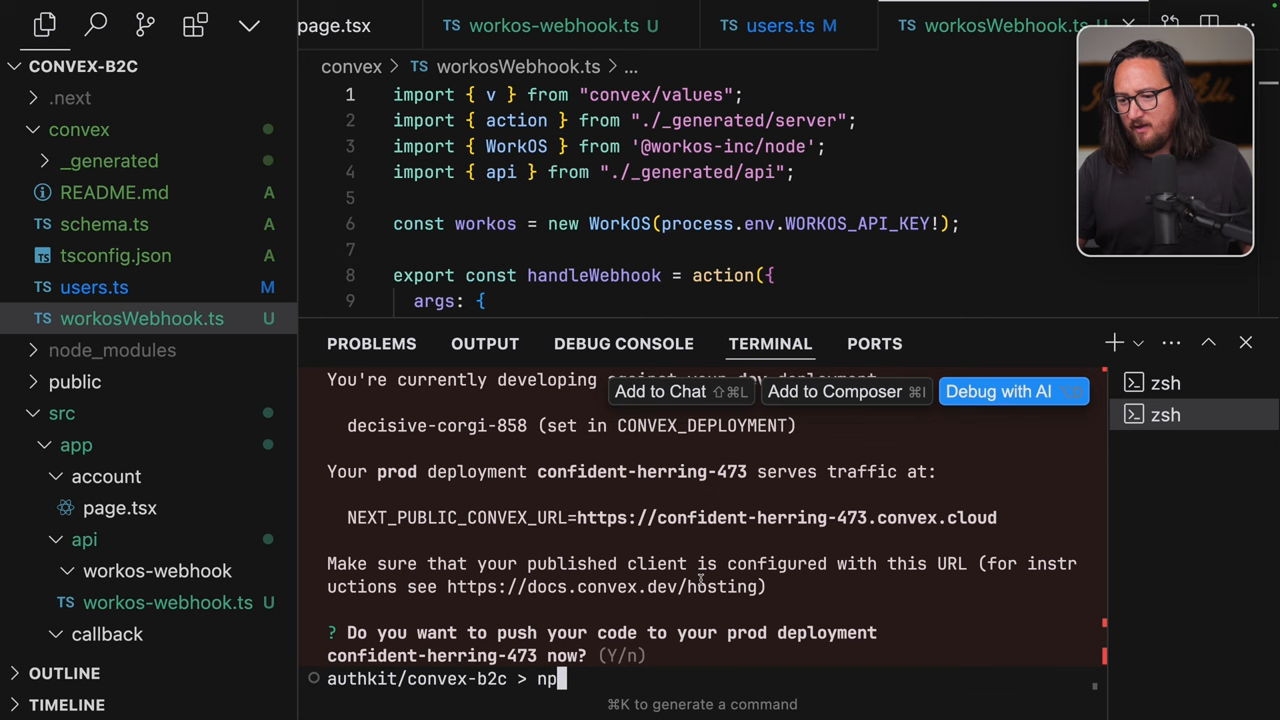 page.tsx
TS workos-webhook.ts U
TS users.ts M
TS workosWebhook.ts U
CONVEX-B2C
.next
convex
_generated
README.md A
TS schema.ts A
TS tsconfig.json A
TS users.ts M
TS workosWebhook.ts U
node_modules
public
src
app
account
page.tsx
api
workos-webhook
TS workos-webhook.ts U
callback
OUTLINE
TIMELINE
convex > TS workosWebhook.ts > ...
1 import { v } from "convex/values";
2 import { action } from "./_generated/server";
3 import { WorkOS } from '@workos-inc/node';
4 import { api } from "./_generated/api";
5
6 const workos = new WorkOS(process.env.WORKOS_API_KEY!);
7
8 export const handleWebhook = action({
9 args: {
PROBLEMS OUTPUT DEBUG CONSOLE TERMINAL PORTS
You're currently developing against your dev deployment
Add to Chat ⇧⌘L Add to Composer ⌘I Debug with AI
decisive-corgi-858 (set in CONVEX_DEPLOYMENT)
Your prod deployment confident-herring-473 serves traffic at:
NEXT_PUBLIC_CONVEX_URL=https://confident-herring-473.convex.cloud
Make sure that your published client is configured with this URL (for instr
uctions see https://docs.convex.dev/hosting)
? Do you want to push your code to your prod deployment
confident-herring-473 now? (Y/n)
authkit/convex-b2c > np
⌘K to generate a command
zsh
zsh